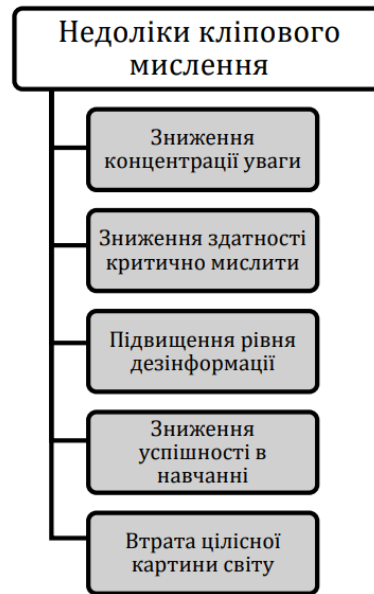 Недоліки кліпового
мислення
Зниження
концентрації уваги
Зниження здатності
критично мислити
Підвищення рівня
дезінформації
Зниження
успішності в
навчанні
Втрата цілісної
картини світу